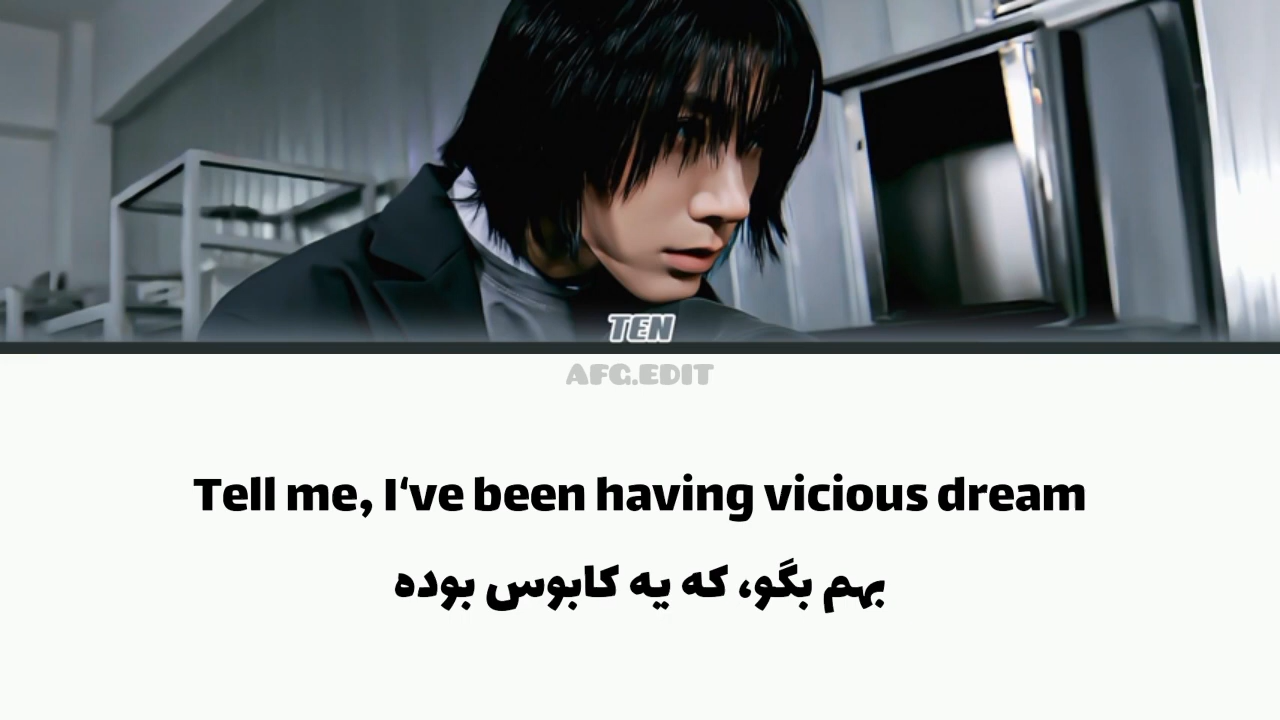 TEN
AFG.EDIT
Tell me, I‘ve been having vicious dream
بهم بگو، که یه کابوس بوده